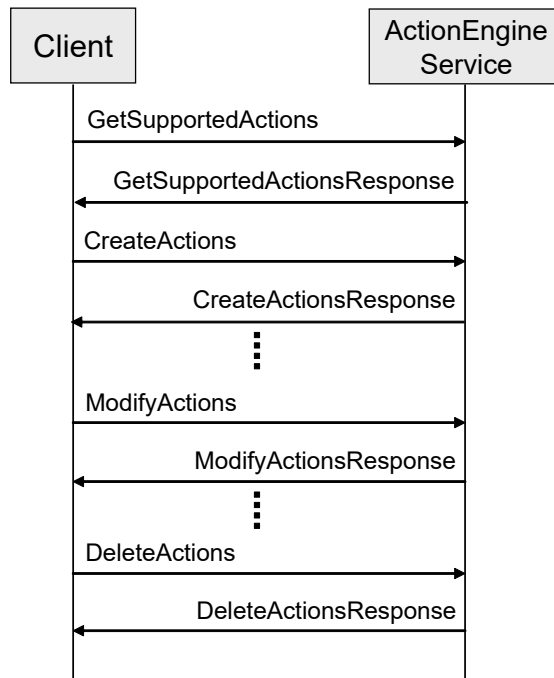 Client
ActionEngine
Service
GetSupportedActions
GetSupportedActionsResponse
CreateActions
CreateActionsResponse
ModifyActions
ModifyActionsResponse
DeleteActions
DeleteActionsResponse